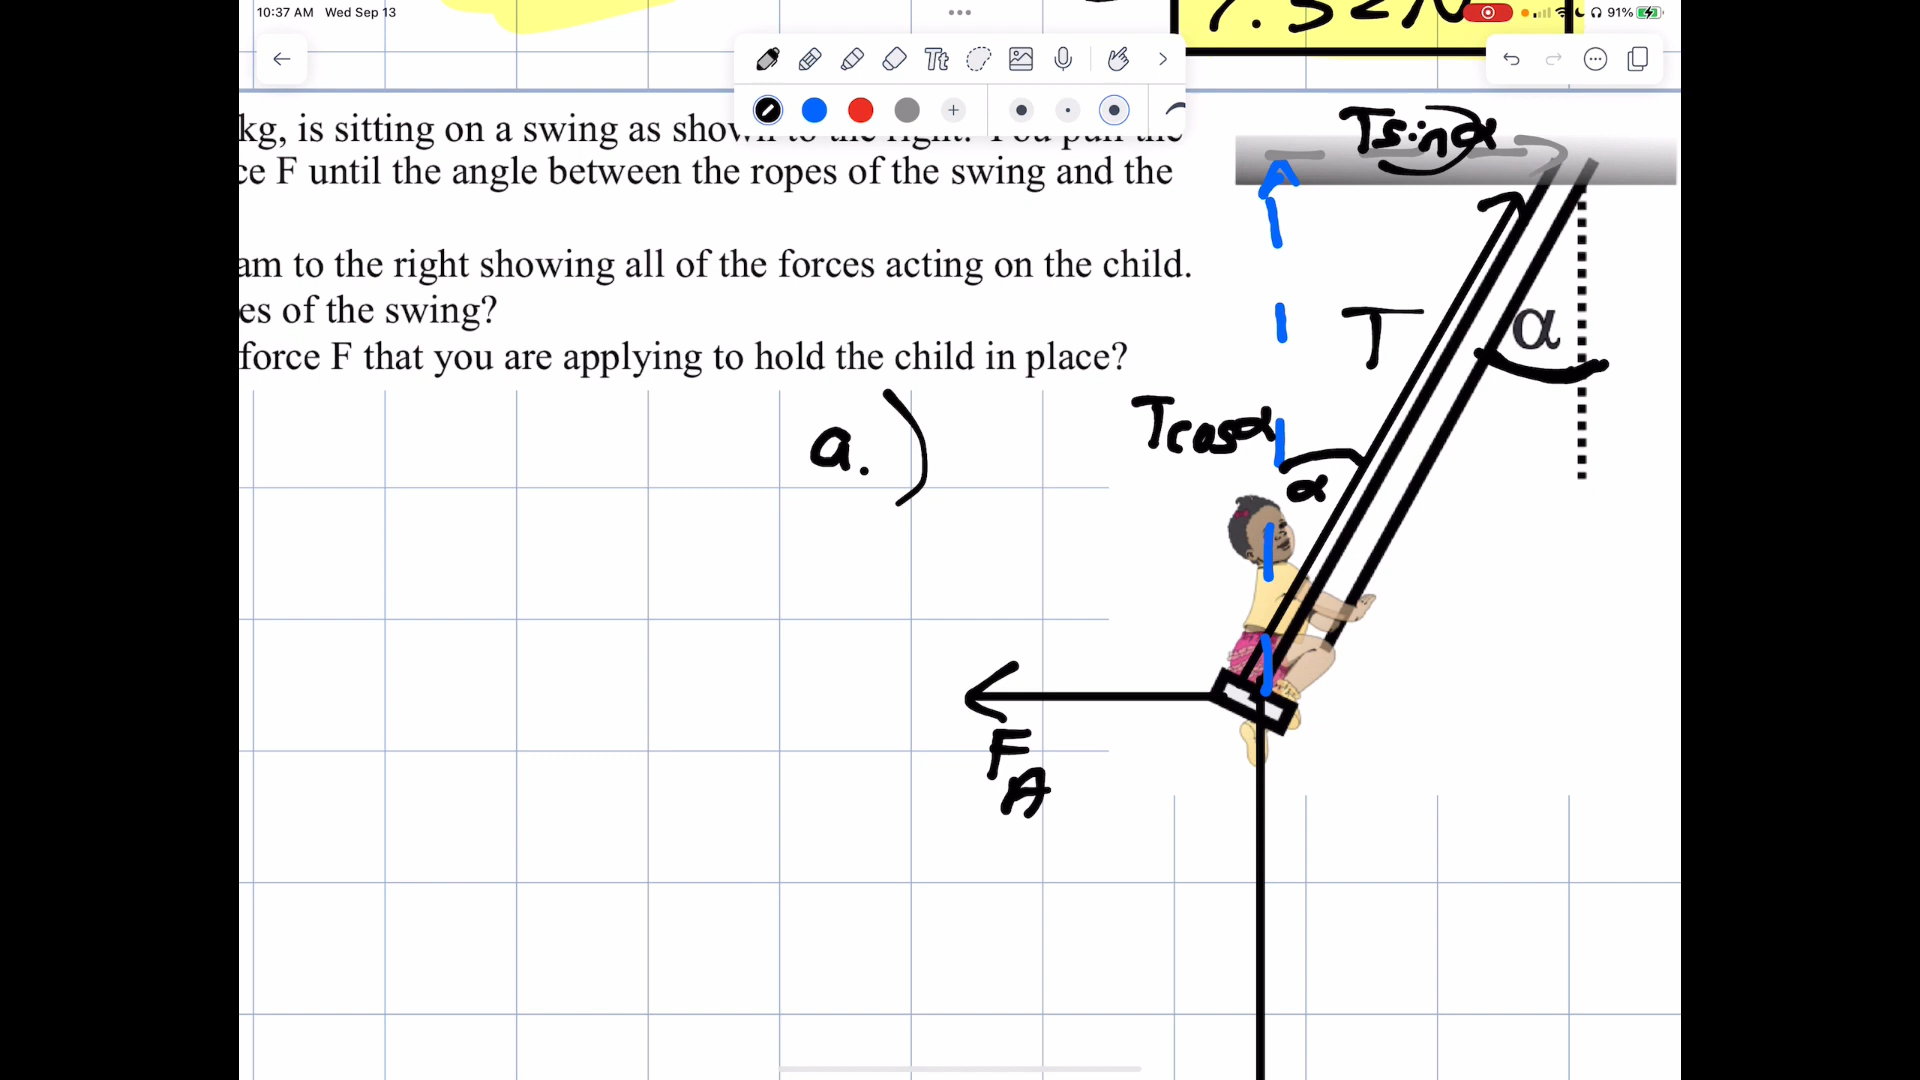 10:37 AM Wed Sep 13
7.52N
91%
Tt
kg, is sitting on a swing as shown to the right. You pull the
ce F until the angle between the ropes of the swing and the
am to the right showing all of the forces acting on the child.
es of the swing?
force F that you are applying to hold the child in place?
a.)
Tsinα
T
α
Tcosα
α
F
A